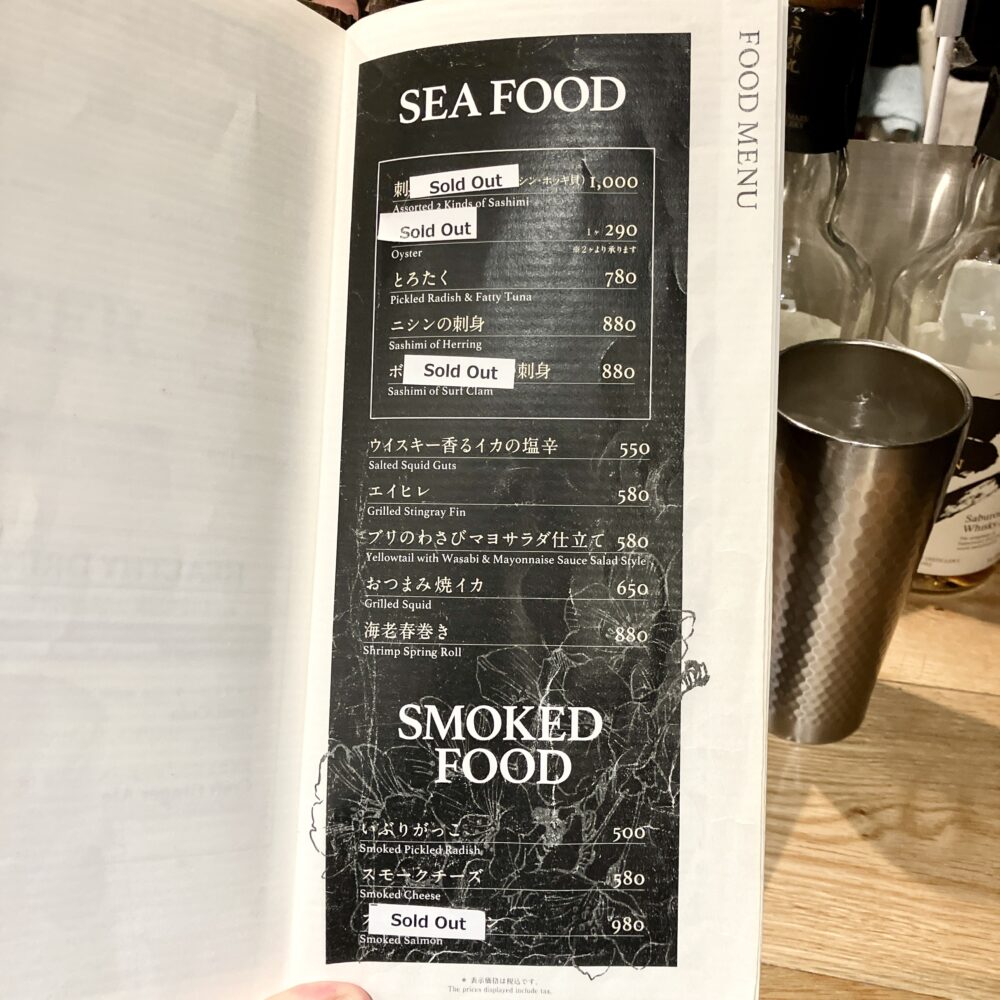 FOOD MENU
SEA FOOD
刺 Sold Out シン・ホッキ貝) 1,000
Assorted 2 Kinds of Sashimi
Sold Out 1ヶ 290
Oyster ※2ヶより承ります
とろたく 780
Pickled Radish & Fatty Tuna
ニシンの刺身 880
Sashimi of Herring
ボ Sold Out 刺身 880
Sashimi of Surf Clam
ウイスキー香るイカの塩辛 550
Salted Squid Guts
エイヒレ 580
Grilled Stingray Fin
ブリのわさびマヨサラダ仕立て 580
Yellowtail with Wasabi & Mayonnaise Sauce Salad Style
おつまみ焼イカ 650
Grilled Squid
海老春巻き 880
Shrimp Spring Roll
SMOKED
FOOD
いぶりがっこ 500
Smoked Pickled Radish
スモークチーズ 580
Smoked Cheese
Sold Out 980
Smoked Salmon
* 表示価格は税込です。
The prices displayed include tax.
三郎丸
Whisky